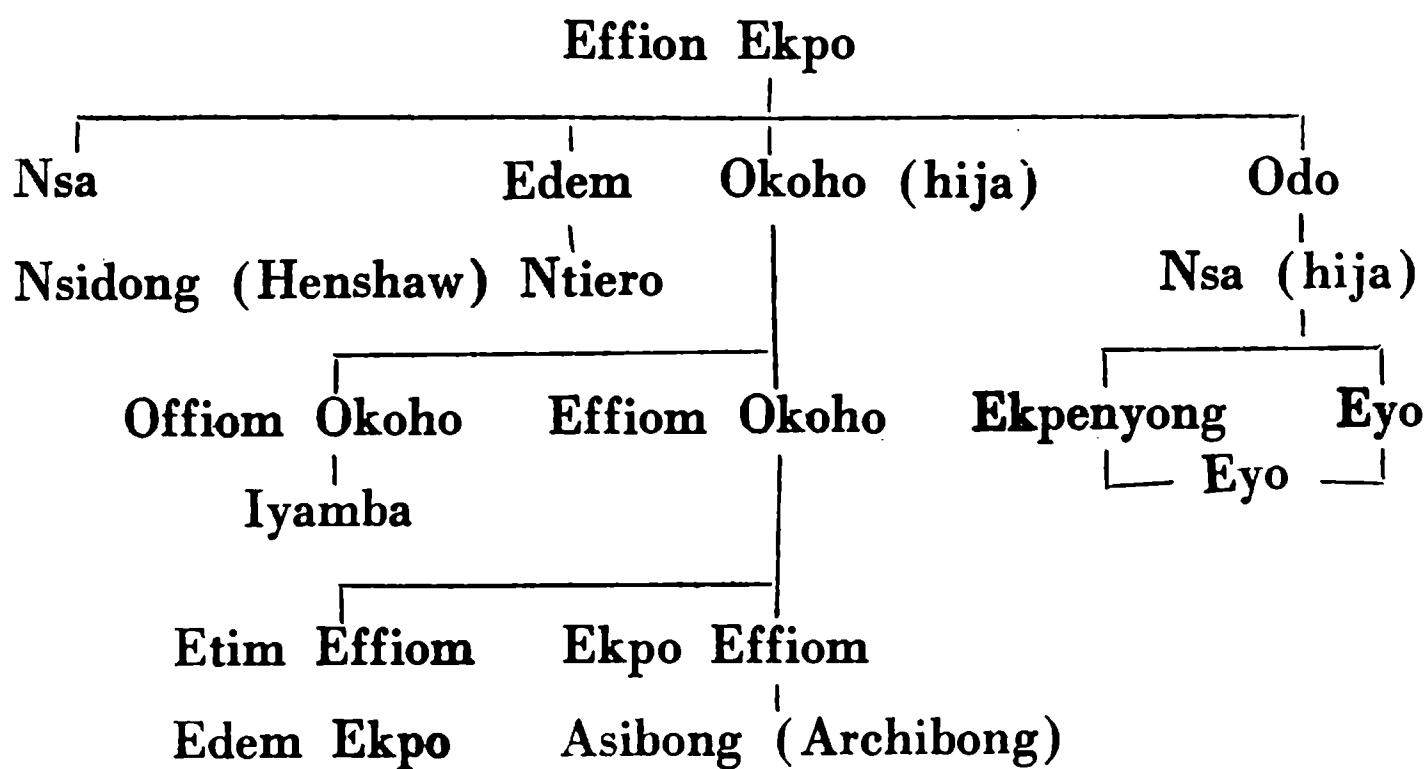 Effion Ekpo
Nsa Edem Okoho (hija) Odo
Nsidong (Henshaw) Ntiero Nsa (hija)
Offiom Okoho Effiom Okoho Ekpenyong Eyo
Eyo
Iyamba
Etim Effiom Ekpo Effiom
Edem Ekpo Asibong (Archibong)